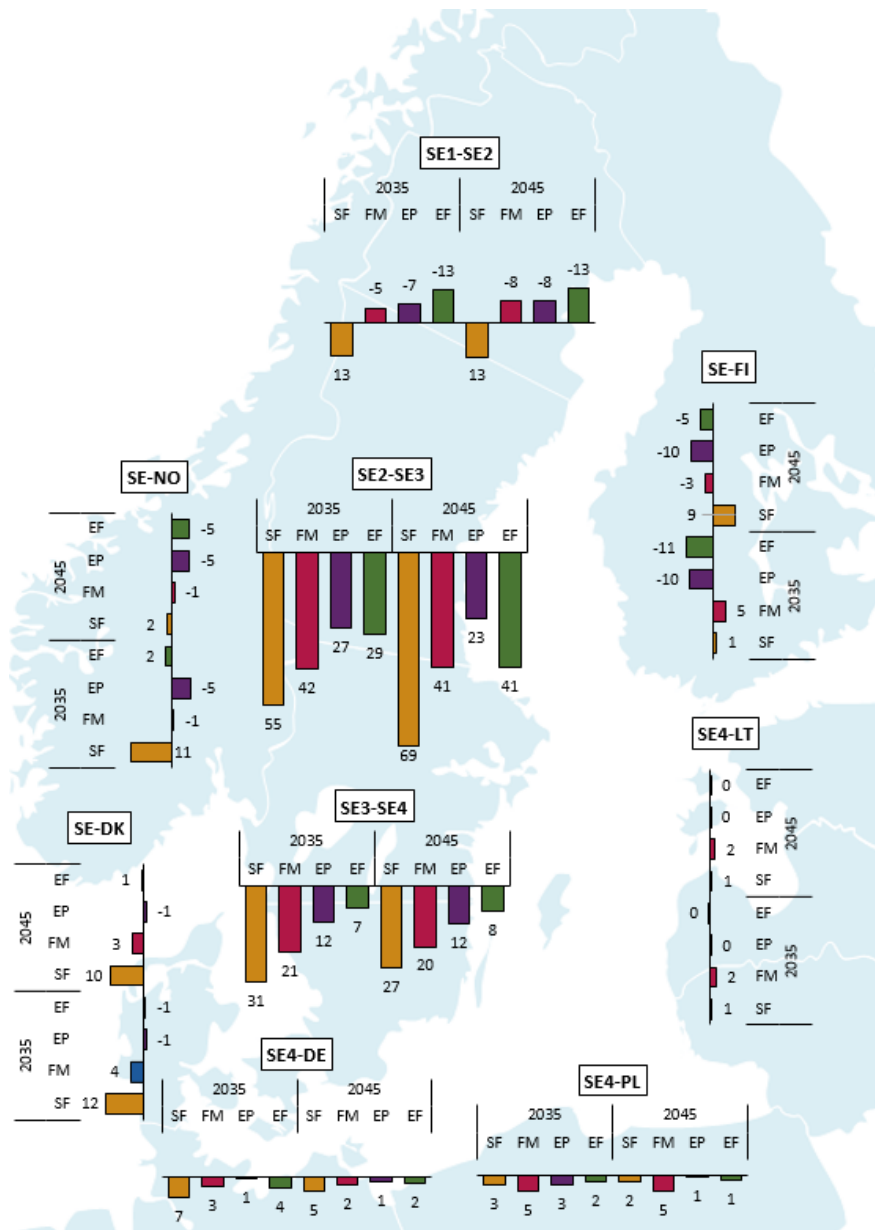 SE1-SE2
2035 2045
SF FM EP EF SF FM EP EF
-5 -7 -13 -8 -8 -13
13 13
SE-FI
-5 EF
-10 EP
-3 FM
9 SF
2045
-11 EF
-10 EP
5 FM
1 SF
2035
SE-NO
EF -5
EP -5
FM -1
SF 2
2045
EF 2
EP -5
FM -1
SF 11
2035
SE2-SE3
2035 2045
SF FM EP EF SF FM EP EF
55 42 27 29 69 41 23 41
SE4-LT
0 EF
0 EP
2 FM
1 SF
2045
0 EF
0 EP
2 FM
1 SF
2035
SE-DK
EF 1
EP -1
FM 3
SF 10
2045
EF -1
EP -1
FM 4
SF 12
2035
SE3-SE4
2035 2045
SF FM EP EF SF FM EP EF
31 21 12 7 27 20 12 8
SE4-DE
2035 2045
SF FM EP EF SF FM EP EF
7 3 1 4 5 2 1 2
SE4-PL
2035 2045
SF FM EP EF SF FM EP EF
3 5 3 2 2 5 1 1